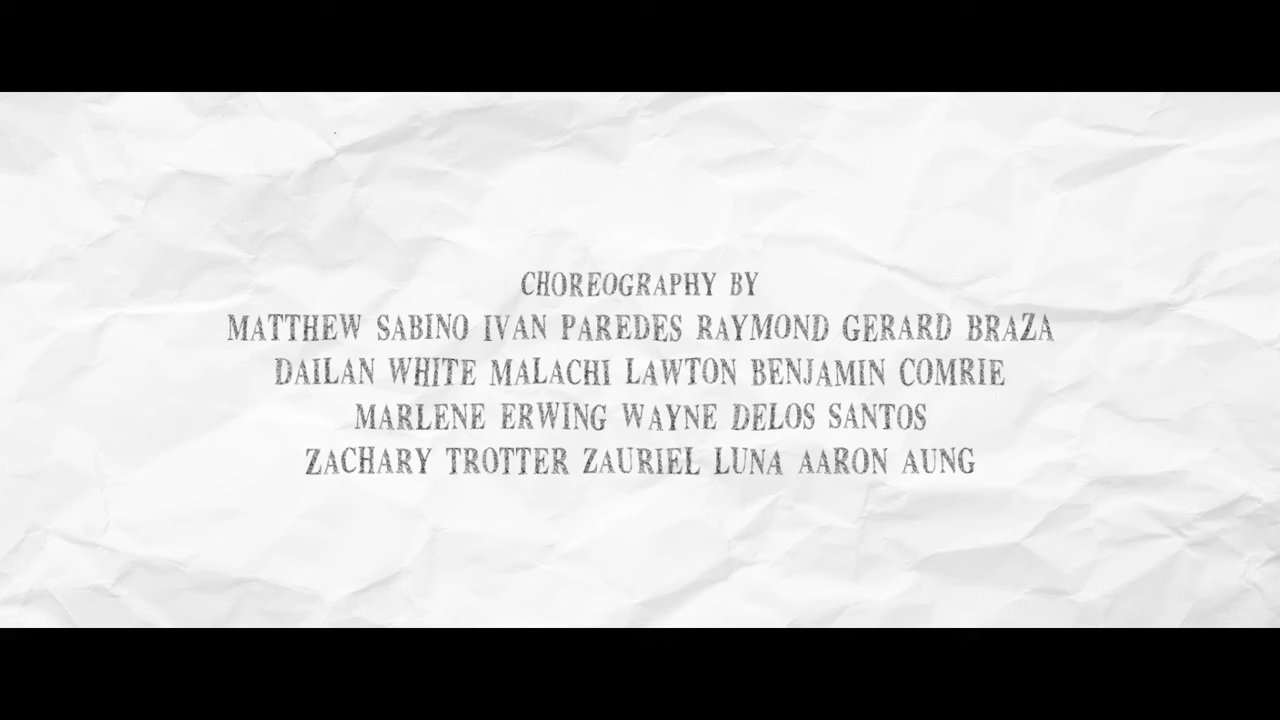 CHOREOGRAPHY BY
MATTHEW SABINO IVAN PAREDES RAYMOND GERARD BRAZA
DAILAN WHITE MALACHI LAWTON BENJAMIN COMRIE
MARLENE ERWING WAYNE DELOS SANTOS
ZACHARY TROTTER ZAURIEL LUNA AARON AUNG